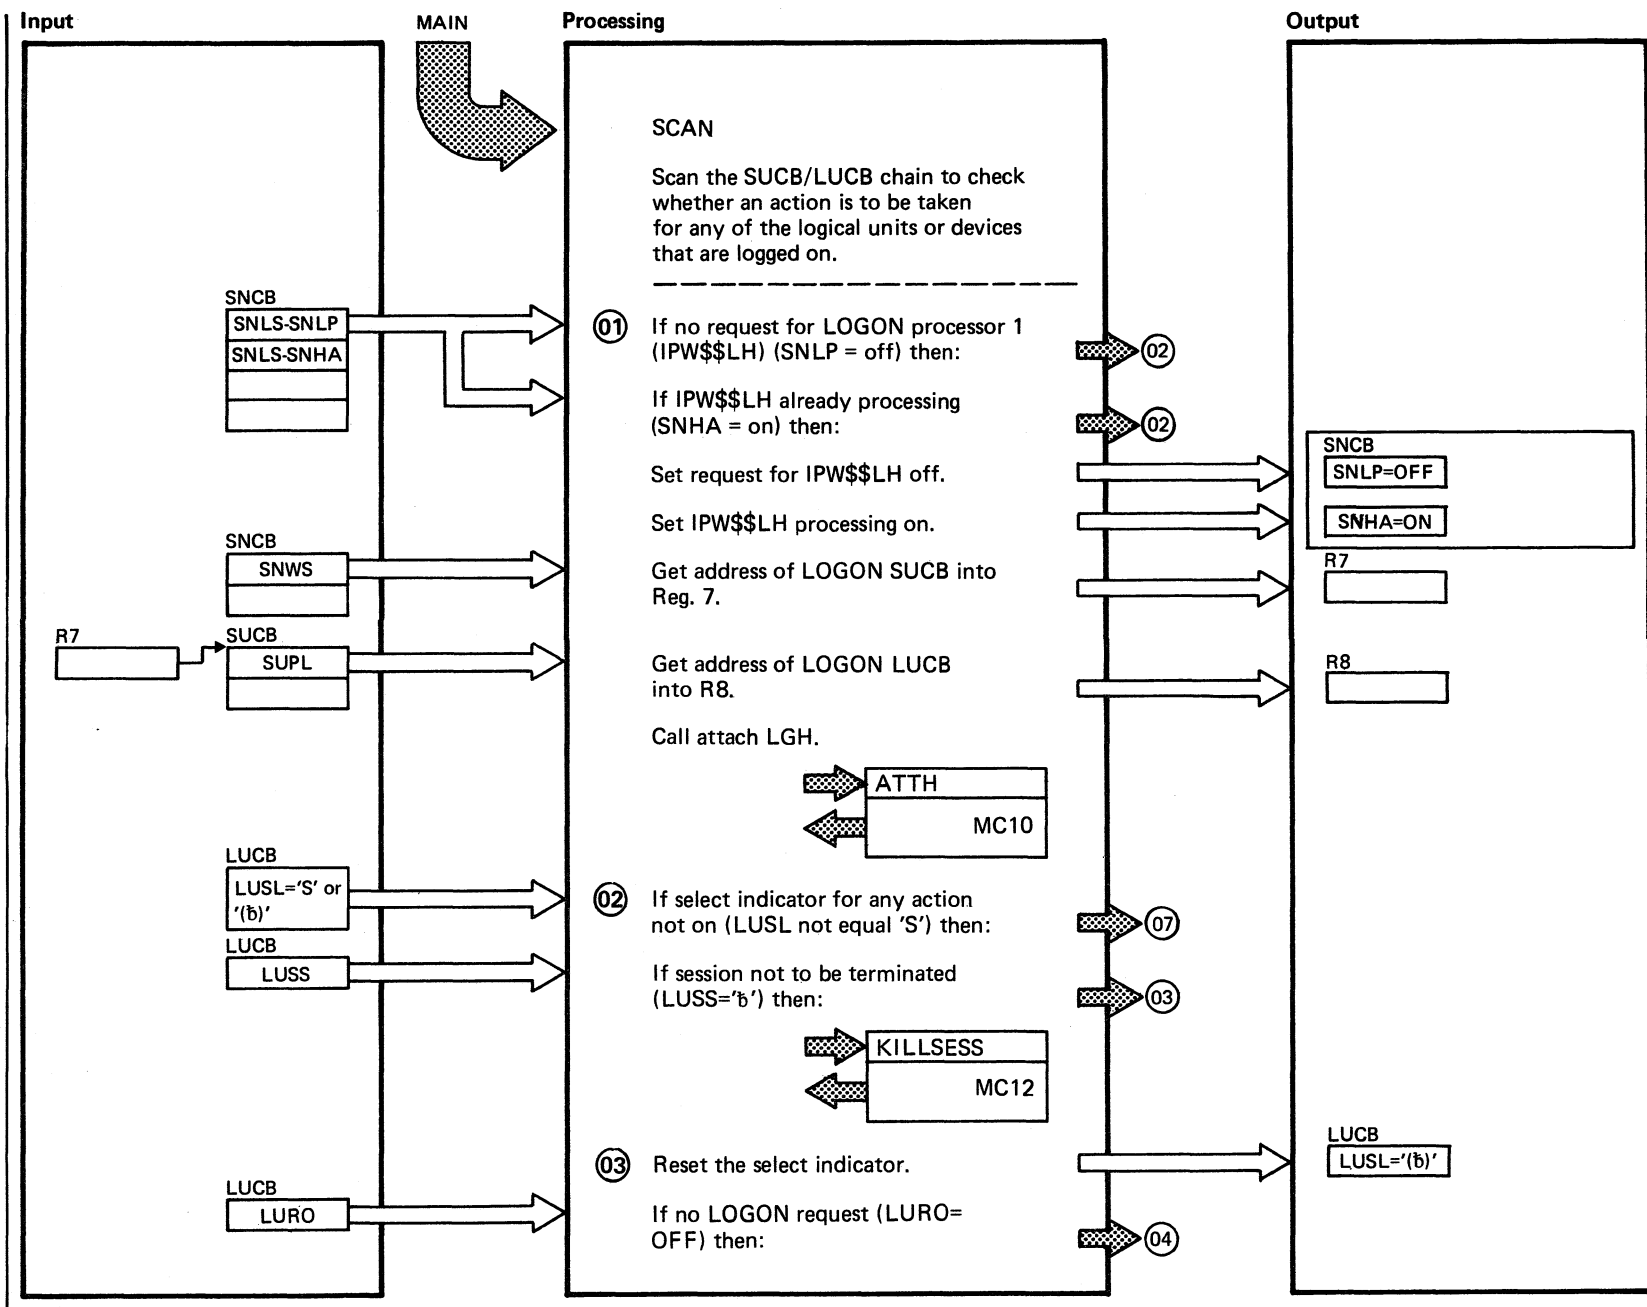 Input
MAIN
Processing
Output
SCAN
Scan the SUCB/LUCB chain to check
whether an action is to be taken
for any of the logical units or devices
that are logged on.
SNCB
SNLS-SNLP
SNLS-SNHA
01 If no request for LOGON processor 1
(IPW$$LH) (SNLP = off) then:
02
If IPW$$LH already processing
(SNHA = on) then:
02
Set request for IPW$$LH off.
SNCB
SNLP=OFF
Set IPW$$LH processing on.
SNHA=ON
SNCB
SNWS
Get address of LOGON SUCB into
Reg. 7.
R7
R7
SUCB
SUPL
Get address of LOGON LUCB
into R8.
R8
Call attach LGH.
ATTH
MC10
LUCB
LUSL='S' or
'(ƀ)'
02 If select indicator for any action
not on (LUSL not equal 'S') then:
07
LUCB
LUSS
If session not to be terminated
(LUSS='ƀ') then:
03
KILLSESS
MC12
03 Reset the select indicator.
LUCB
LUSL='(ƀ)'
LUCB
LURO
If no LOGON request (LURO=
OFF) then:
04